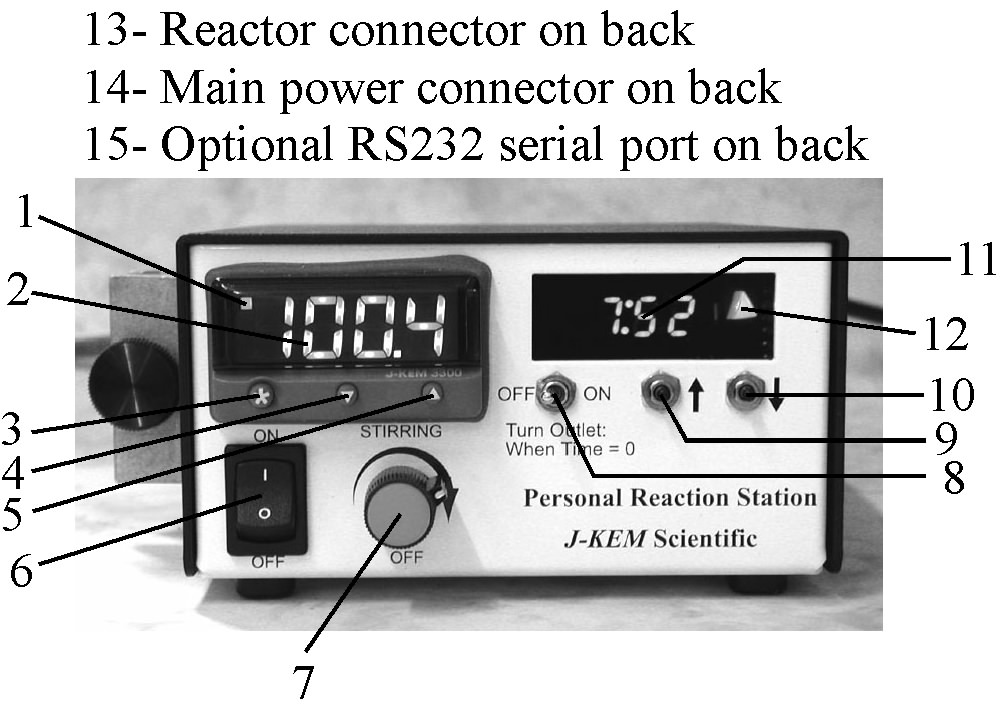 13- Reactor connector on back
14- Main power connector on back
15- Optional RS232 serial port on back
1
2
100.4
J-KEM 3300
7:52
11
12
3
4
5
6
ON
OFF
STIRRING
OFF
7
OFF ON
Turn Outlet:
When Time = 0
10
9
8
Personal Reaction Station
J-KEM Scientific